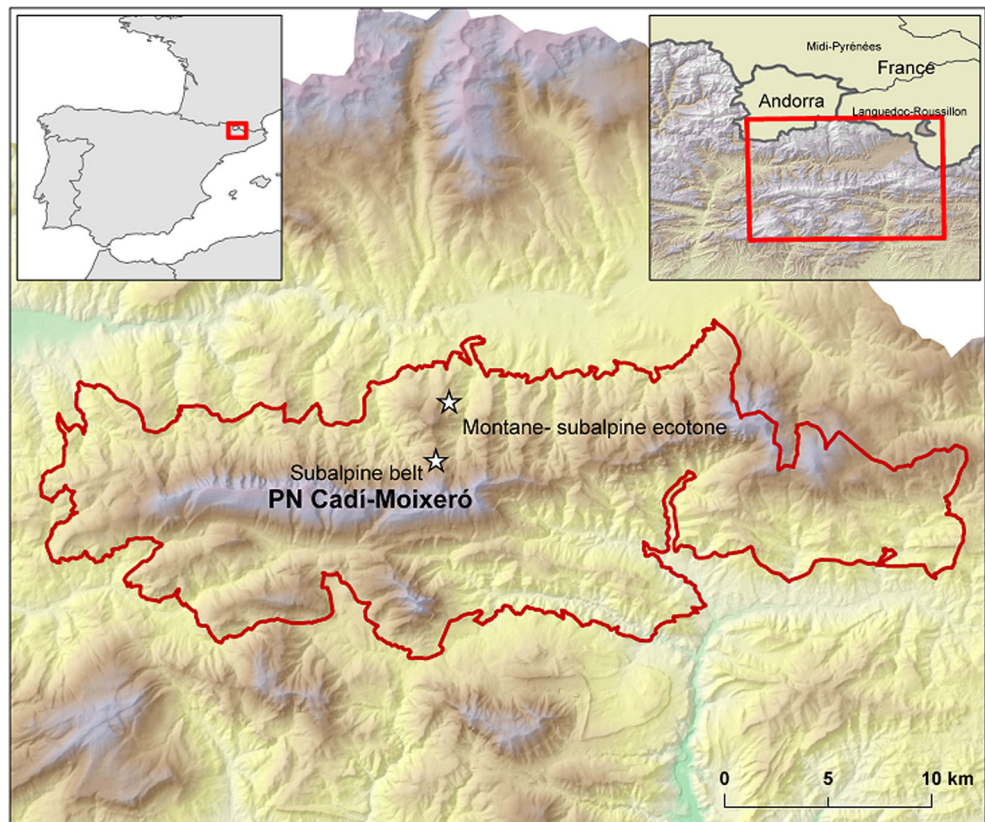 Midi-Pyrénées
France
Andorra
Languedoc-Roussillon
Montane- subalpine ecotone
Subalpine belt
PN Cadí-Moixeró
0 5 10 km